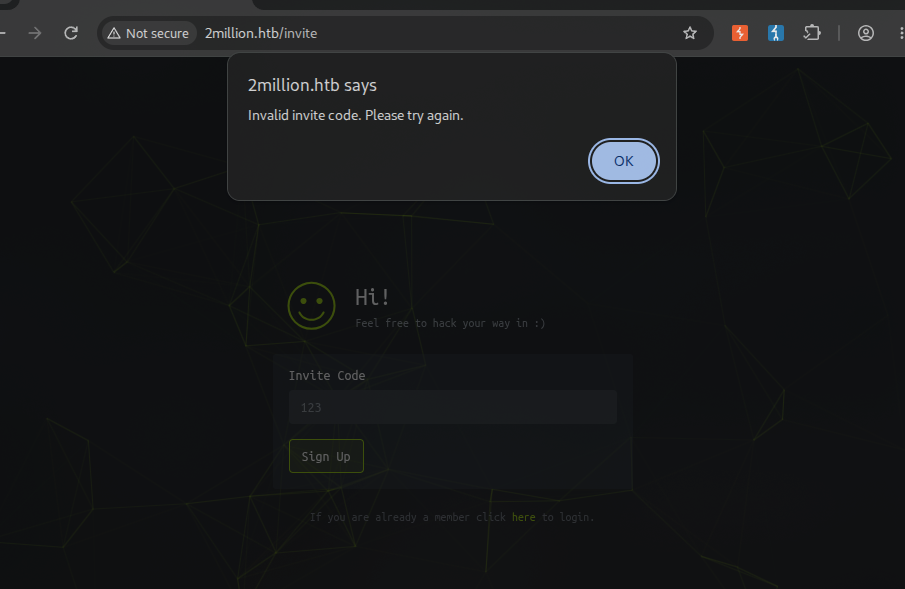 Not secure 2million.htb/invite
2million.htb says
Invalid invite code. Please try again.
OK
Hi!
Feel free to hack your way in :)
Invite Code
123
Sign Up
If you are already a member click here to login.